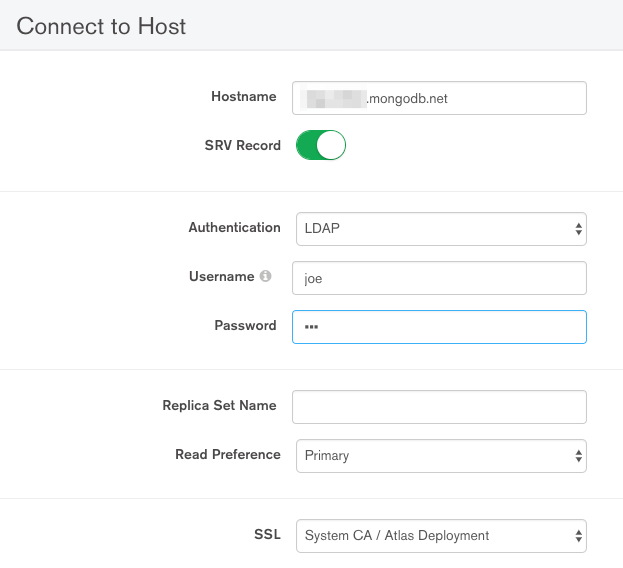 Connect to Host
Hostname .mongodb.net
SRV Record
Authentication LDAP
Username joe
Password •••
Replica Set Name
Read Preference Primary
SSL System CA / Atlas Deployment